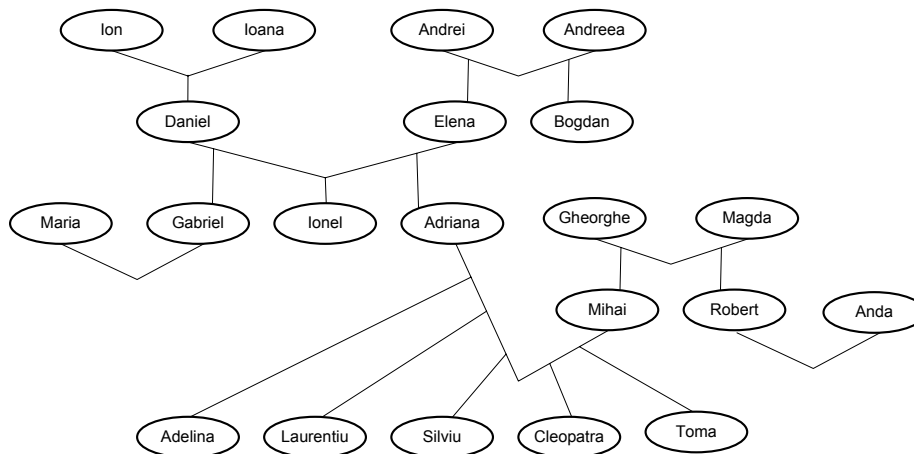 Ion
Ioana
Andrei
Andreea
Daniel
Elena
Bogdan
Maria
Gabriel
Ionel
Adriana
Gheorghe
Magda
Mihai
Robert
Anda
Adelina
Laurentiu
Silviu
Cleopatra
Toma